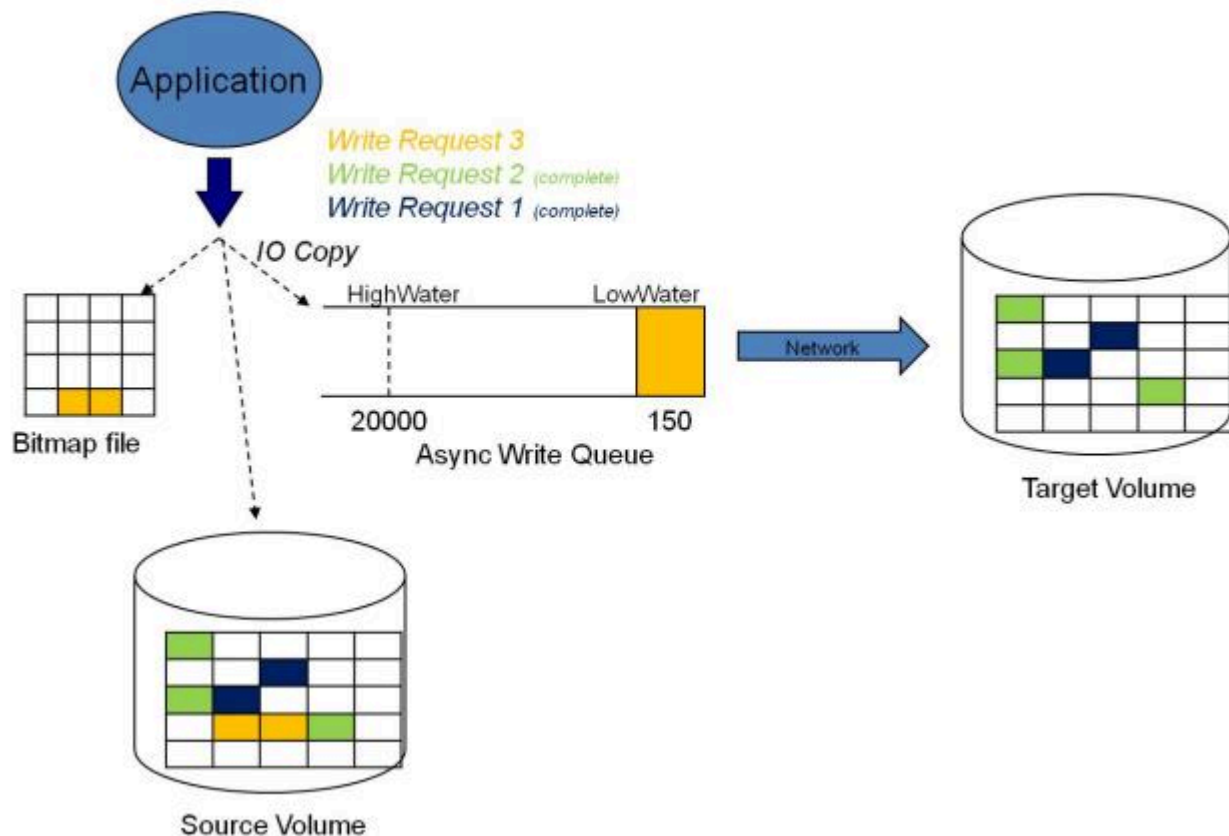 Application
Write Request 3
Write Request 2 (complete)
Write Request 1 (complete)
IO Copy
HighWater
LowWater
Network
20000
150
Bitmap file
Async Write Queue
Target Volume
Source Volume